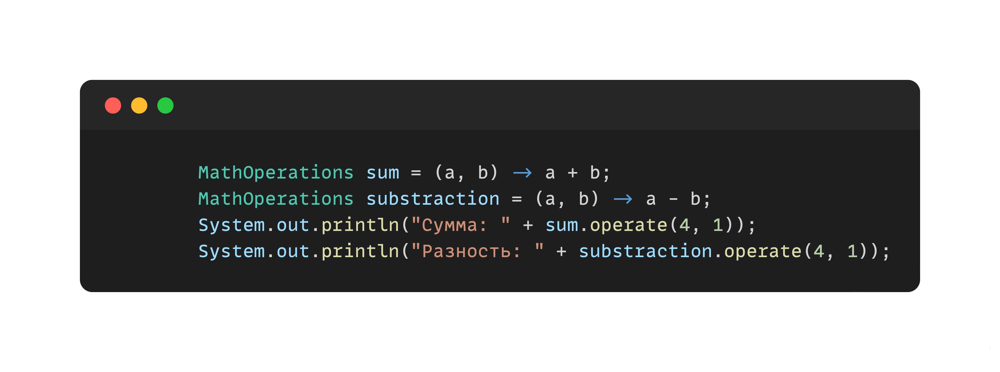 MathOperations sum = (a, b) -> a + b;
MathOperations substraction = (a, b) -> a - b;
System.out.println("Сумма: " + sum.operate(4, 1));
System.out.println("Разность: " + substraction.operate(4, 1));